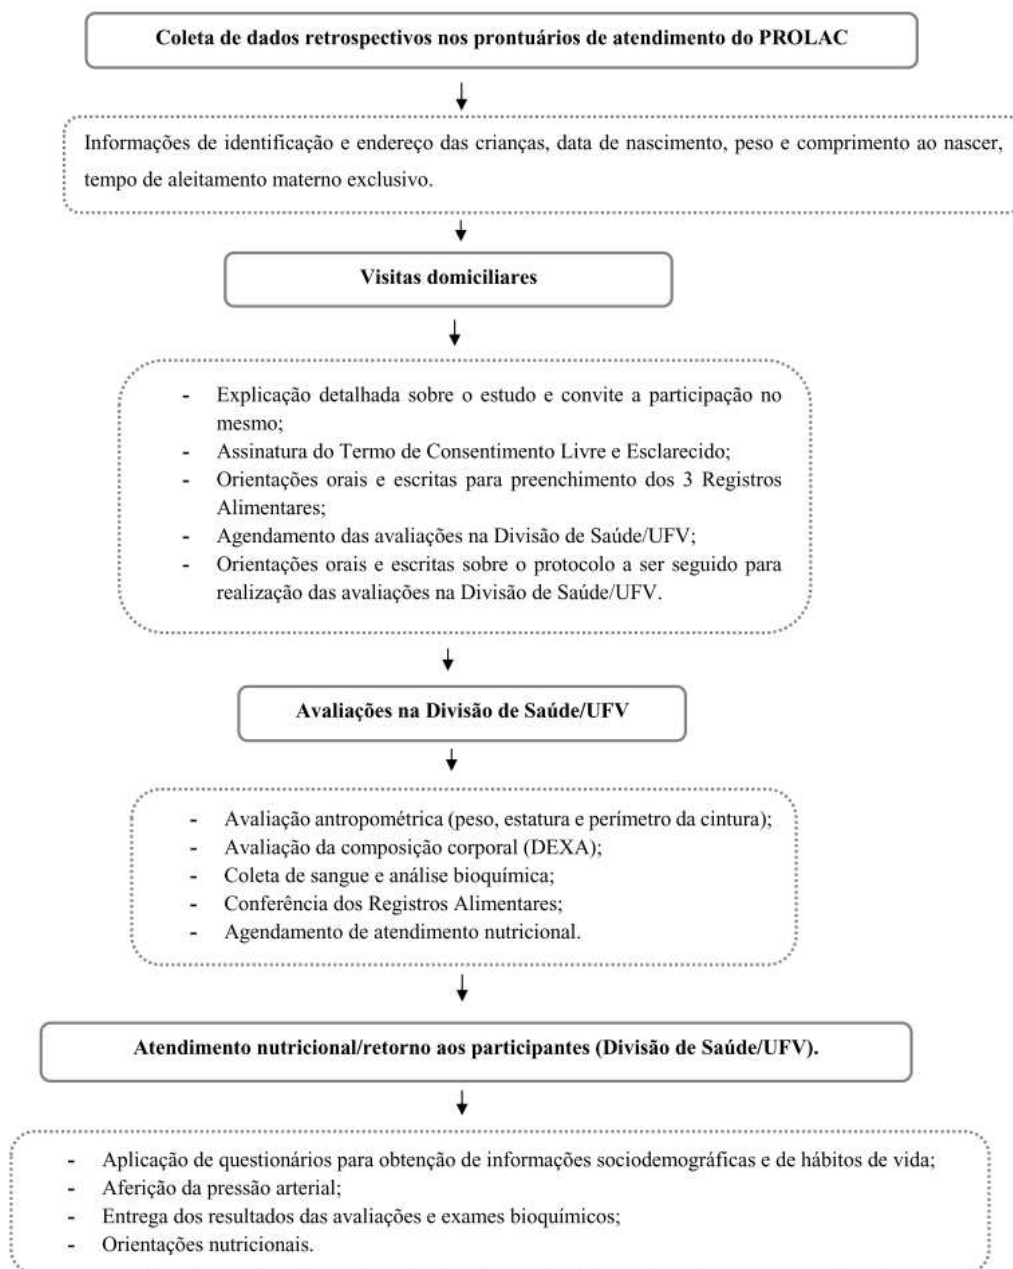 Coleta de dados retrospectivos nos prontuários de atendimento do PROLAC
Informações de identificação e endereço das crianças, data de nascimento, peso e comprimento ao nascer,
tempo de aleitamento materno exclusivo.
Visitas domiciliares
- Explicação detalhada sobre o estudo e convite a participação no
mesmo;
- Assinatura do Termo de Consentimento Livre e Esclarecido;
- Orientações orais e escritas para preenchimento dos 3 Registros
Alimentares;
- Agendamento das avaliações na Divisão de Saúde/UFV;
- Orientações orais e escritas sobre o protocolo a ser seguido para
realização das avaliações na Divisão de Saúde/UFV.
Avaliações na Divisão de Saúde/UFV
- Avaliação antropométrica (peso, estatura e perímetro da cintura);
- Avaliação da composição corporal (DEXA);
- Coleta de sangue e análise bioquímica;
- Conferência dos Registros Alimentares;
- Agendamento de atendimento nutricional.
Atendimento nutricional/retorno aos participantes (Divisão de Saúde/UFV).
- Aplicação de questionários para obtenção de informações sociodemográficas e de hábitos de vida;
- Aferição da pressão arterial;
- Entrega dos resultados das avaliações e exames bioquímicos;
- Orientações nutricionais.